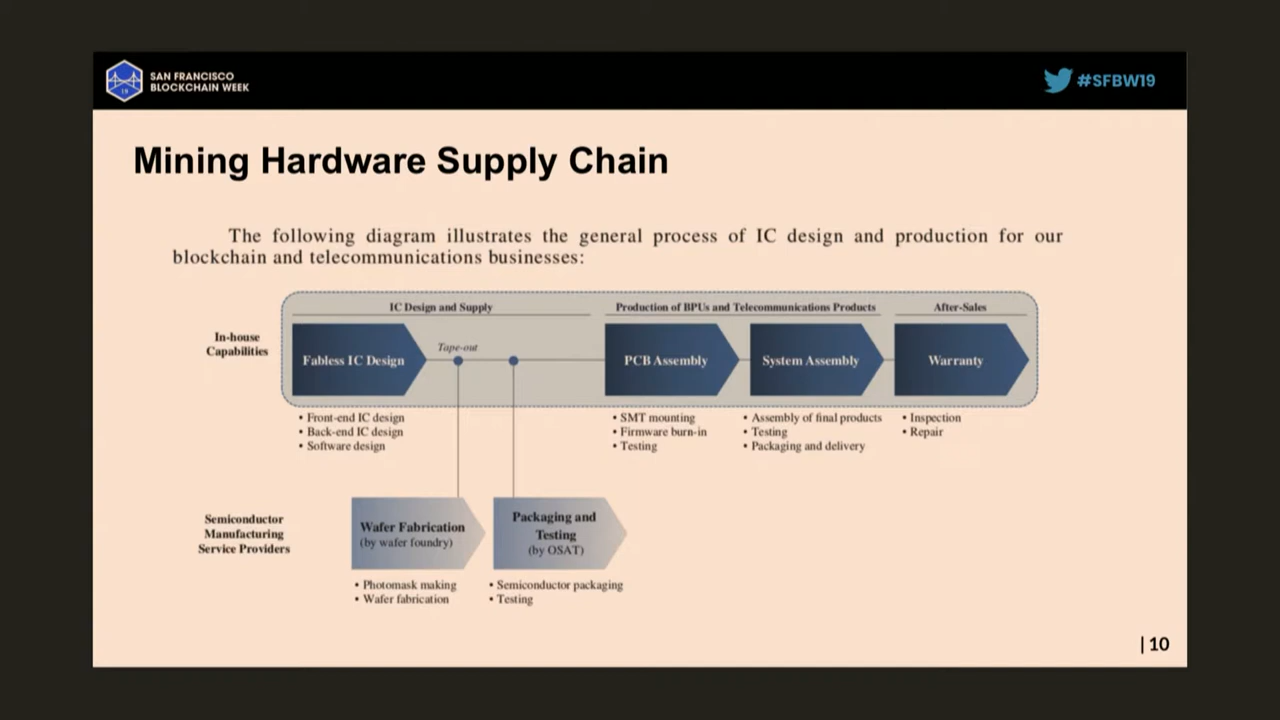 SAN FRANCISCO
BLOCKCHAIN WEEK
19
#SFBW19
Mining Hardware Supply Chain
The following diagram illustrates the general process of IC design and production for our
blockchain and telecommunications businesses:
IC Design and Supply
Production of BPUs and Telecommunications Products
After-Sales
In-house
Capabilities
Fabless IC Design
Tape-out
PCB Assembly
System Assembly
Warranty
• Front-end IC design
• Back-end IC design
• Software design
• SMT mounting
• Firmware burn-in
• Testing
• Assembly of final products
• Testing
• Packaging and delivery
• Inspection
• Repair
Semiconductor
Manufacturing
Service Providers
Wafer Fabrication
(by wafer foundry)
Packaging and
Testing
(by OSAT)
• Photomask making
• Wafer fabrication
• Semiconductor packaging
• Testing
| 10